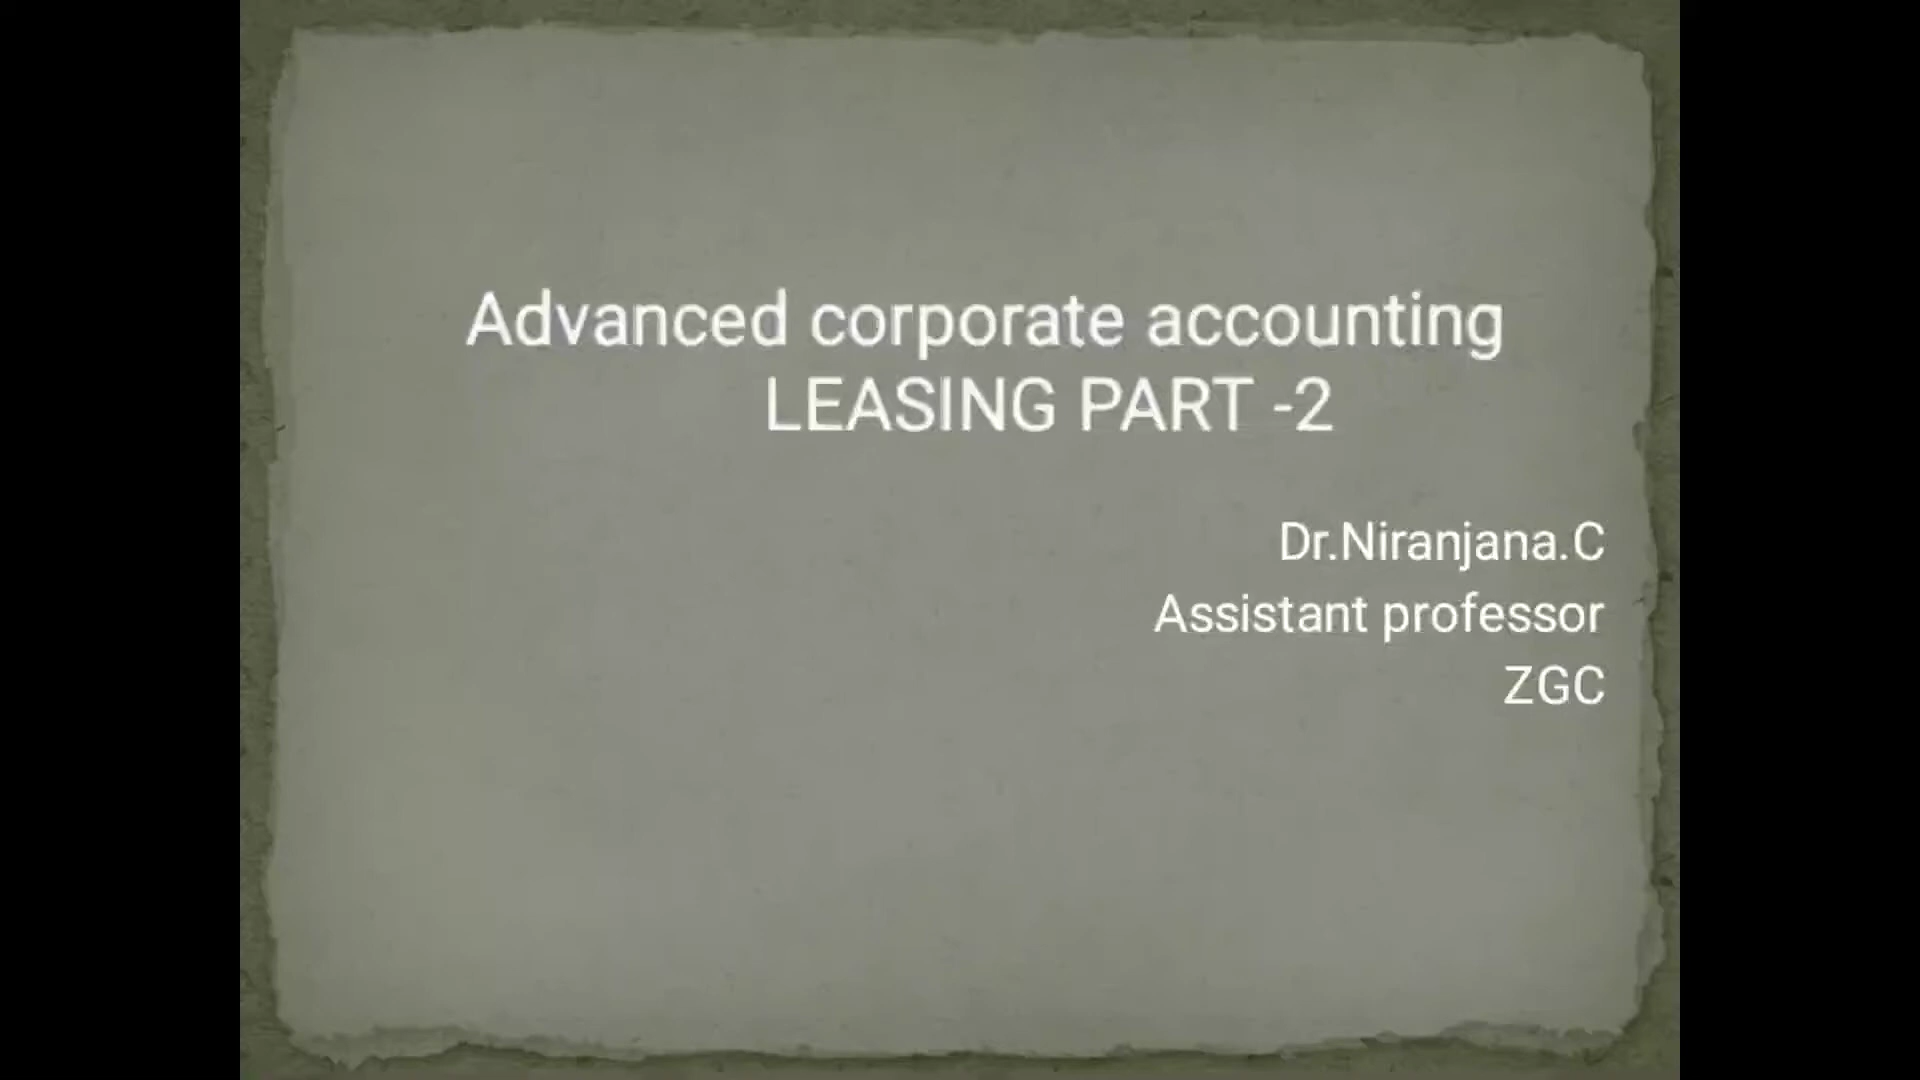 Advanced corporate accounting
LEASING PART -2
Dr.Niranjana.C
Assistant professor
ZGC